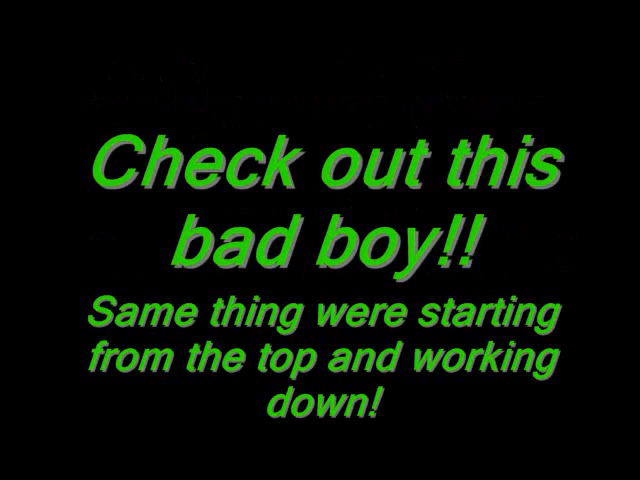 Check out this
bad boy!!
Same thing were starting
from the top and working
down!